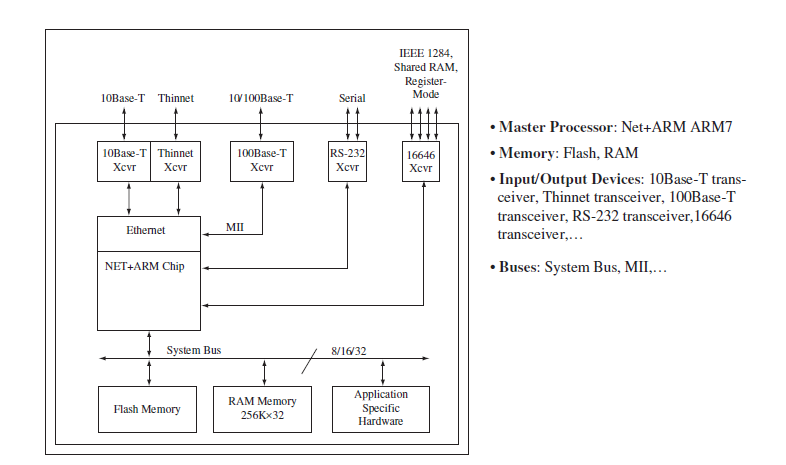 IEEE 1284,
Shared RAM,
Register-
Mode
10Base-T Thinnet 10/100Base-T Serial
10Base-T
Xcvr
Thinnet
Xcvr
100Base-T
Xcvr
RS-232
Xcvr
16646
Xcvr
Ethernet
MII
NET+ARM Chip
System Bus
8/16/32
Flash Memory
RAM Memory
256K×32
Application
Specific
Hardware
• Master Processor: Net+ARM ARM7
• Memory: Flash, RAM
• Input/Output Devices: 10Base-T trans-
ceiver, Thinnet transceiver, 100Base-T
transceiver, RS-232 transceiver,16646
transceiver,…
• Buses: System Bus, MII,…